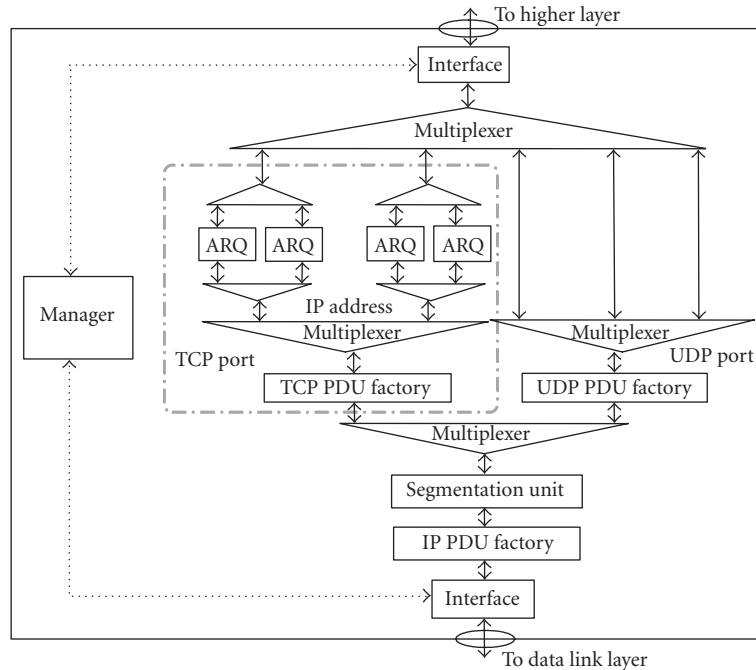 To higher layer
Interface
Multiplexer
ARQ
ARQ
ARQ
ARQ
Manager
IP address
Multiplexer
Multiplexer
TCP port
UDP port
TCP PDU factory
UDP PDU factory
Multiplexer
Segmentation unit
IP PDU factory
Interface
To data link layer